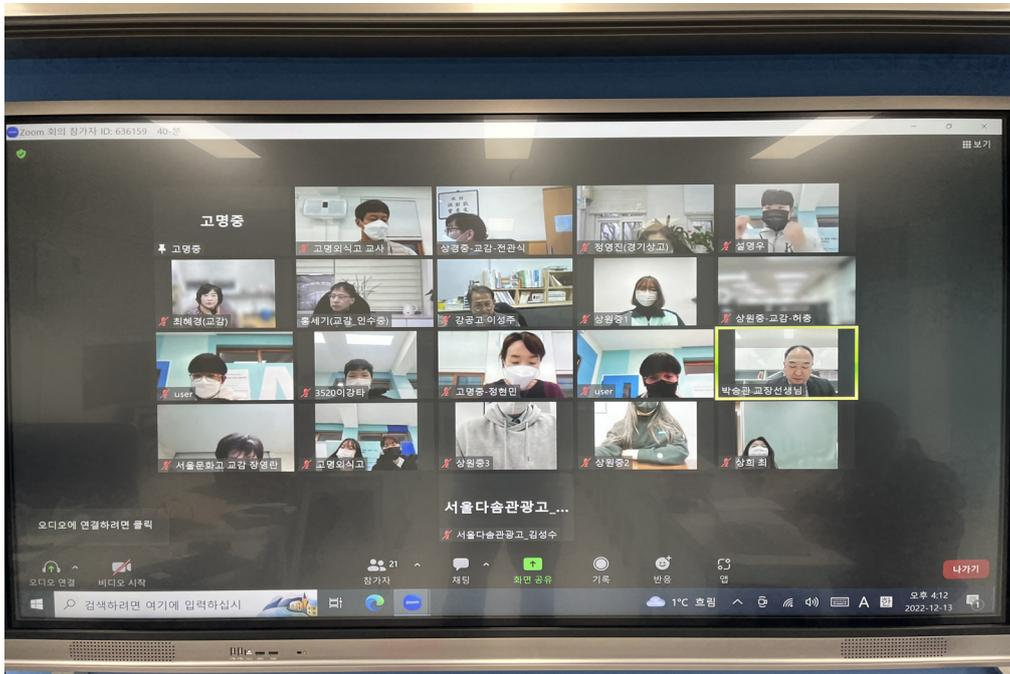 Zoom 회의 참가자 ID: 636159 40-분
보기
고명중
고명중
고명외식고 교사
상경중-교감-전관식
정영진(경기상고)
설영우
최혜경(교감)
홍세기(교감_인수중)
강공고 이성주
상원중1
상원중-교감-허충
user
3520이강타
고명중-정현민
user
박승관 교장선생님
서울문화고 교감 장영란
고명외식고
상원중3
상원중2
상희 최
서울다솜관광고_...
서울다솜관광고_김성수
오디오에 연결하려면 클릭
오디오 연결
비디오 시작
참가자
21
채팅
화면 공유
기록
반응
앱
나가기
검색하려면 여기에 입력하십시
1°C 흐림
A
한
오후 4:12
2022-12-13
1